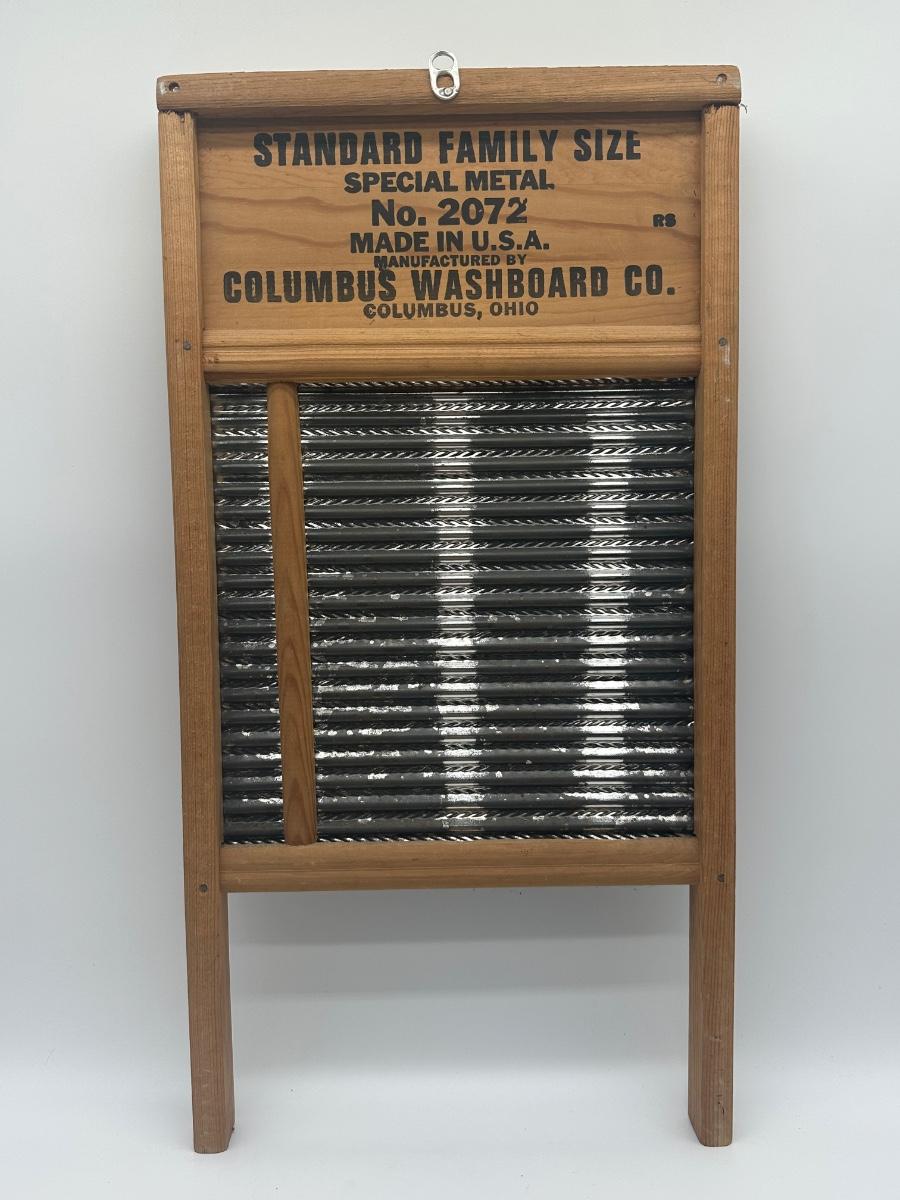 STANDARD FAMILY SIZE
SPECIAL METAL
No. 2072
RS
MADE IN U.S.A.
MANUFACTURED BY
COLUMBUS WASHBOARD CO.
COLUMBUS, OHIO